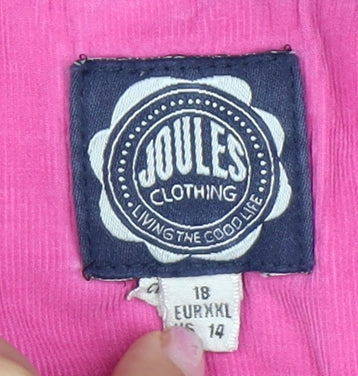 JOULES
CLOTHING
LIVING THE GOOD LIFE
18
EUR XXL
US 14